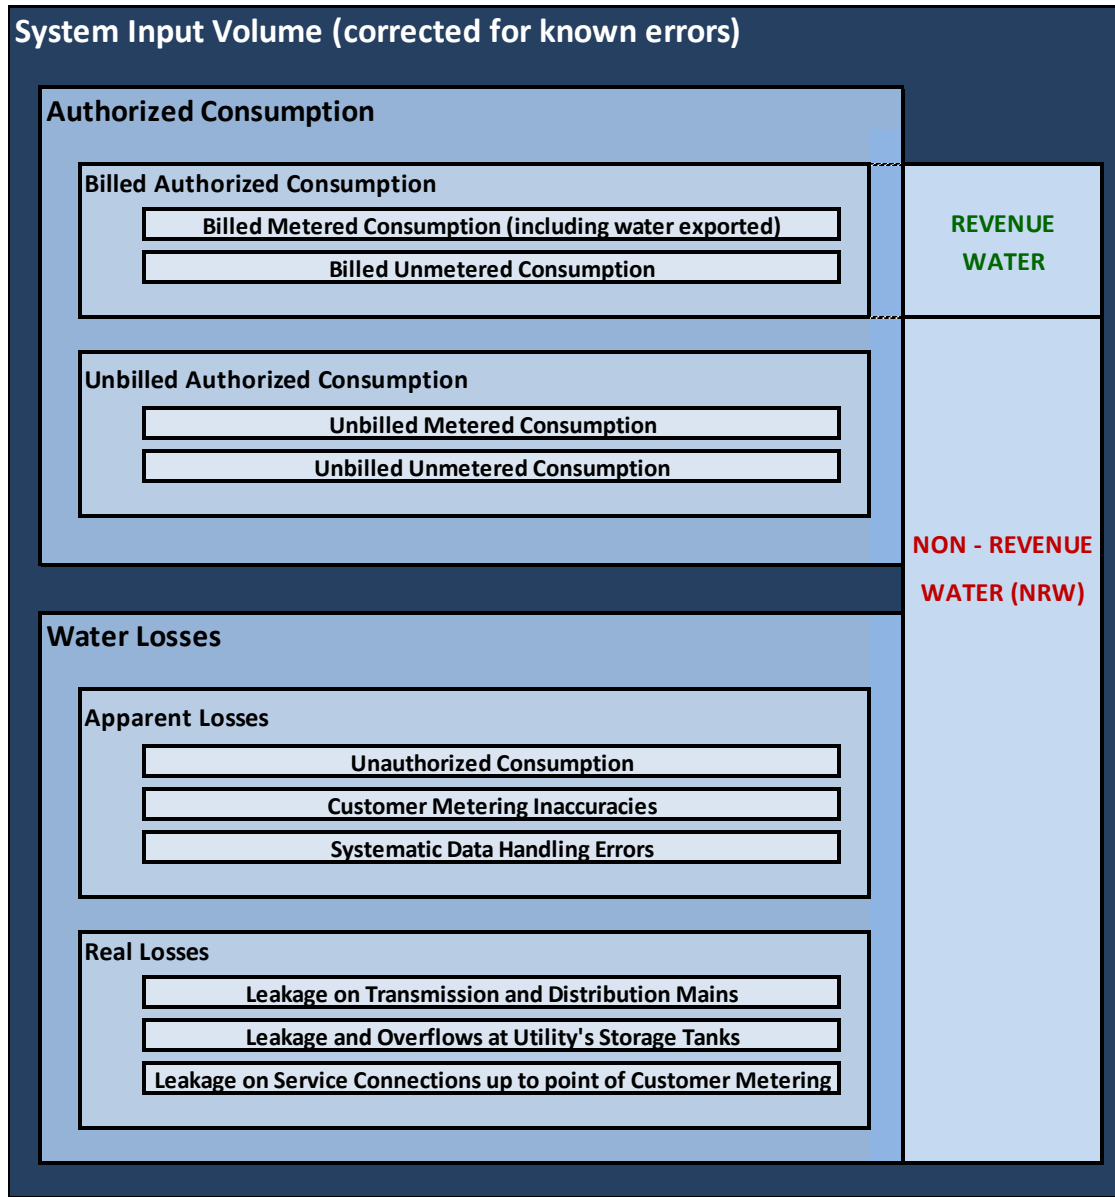 System Input Volume (corrected for known errors)
Authorized Consumption
Billed Authorized Consumption
Billed Metered Consumption (including water exported)
Billed Unmetered Consumption
REVENUE
WATER
Unbilled Authorized Consumption
Unbilled Metered Consumption
Unbilled Unmetered Consumption
NON - REVENUE
WATER (NRW)
Water Losses
Apparent Losses
Unauthorized Consumption
Customer Metering Inaccuracies
Systematic Data Handling Errors
Real Losses
Leakage on Transmission and Distribution Mains
Leakage and Overflows at Utility's Storage Tanks
Leakage on Service Connections up to point of Customer Metering